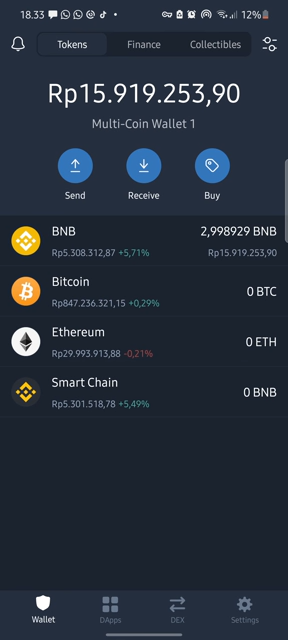 18.33 12%
Tokens Finance Collectibles
Rp15.919.253,90
Multi-Coin Wallet 1
Send Receive Buy
BNB 2,998929 BNB
Rp5.308.312,87 +5,71% Rp15.919.253,90
Bitcoin
Rp847.236.321,15 +0,29% 0 BTC
Ethereum
Rp29.993.913,88 -0,21% 0 ETH
Smart Chain
Rp5.301.518,78 +5,49% 0 BNB
Wallet DApps DEX Settings